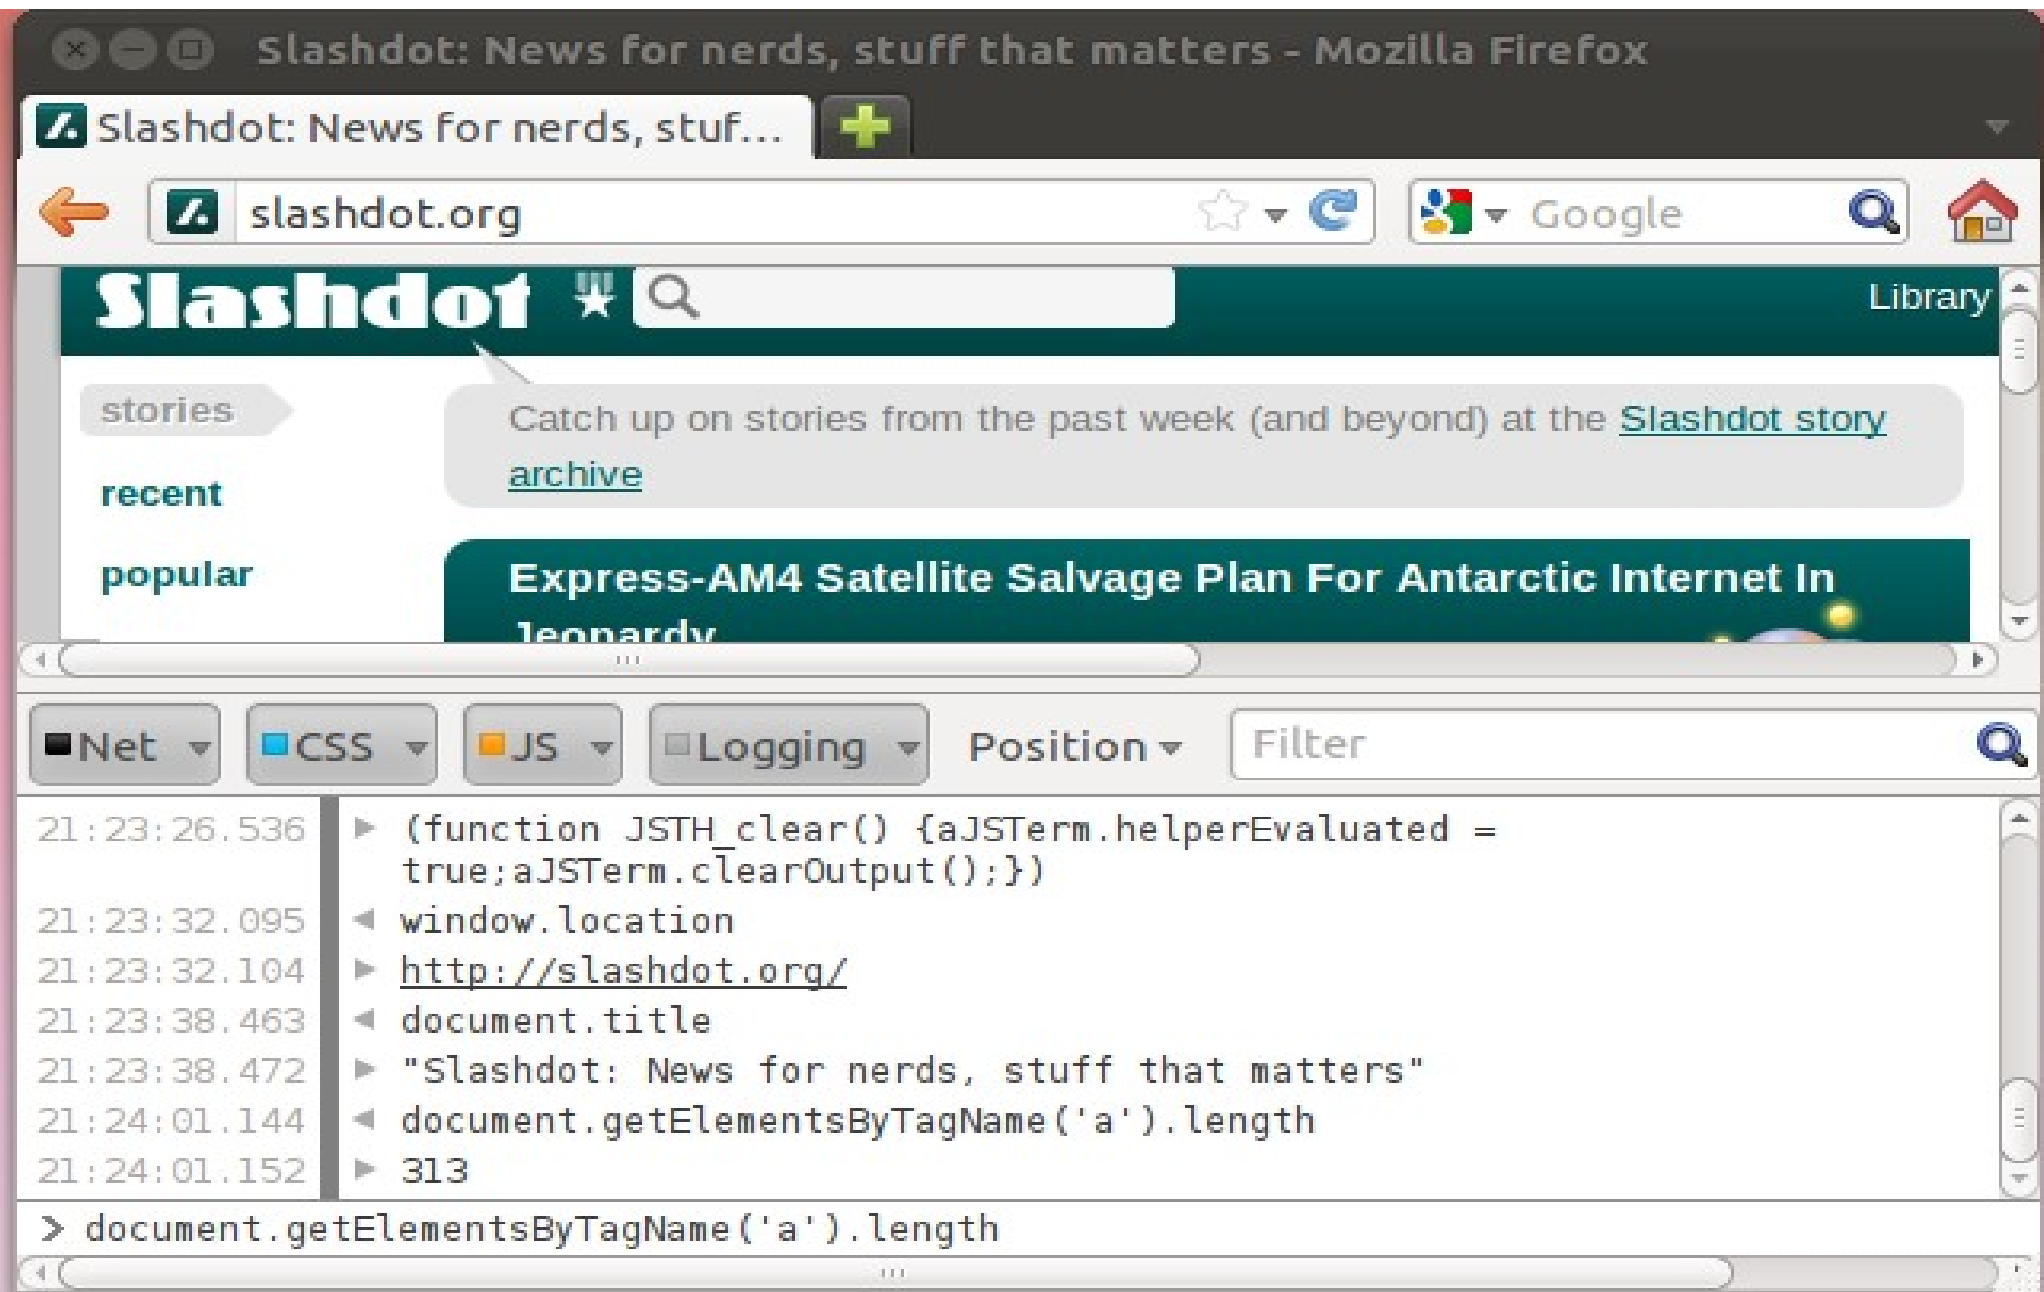 Slashdot: News for nerds, stuff that matters - Mozilla Firefox
Slashdot: News for nerds, stuf...
slashdot.org
Google
Slashdot
Library
stories
Catch up on stories from the past week (and beyond) at the Slashdot story
archive
recent
popular
Express-AM4 Satellite Salvage Plan For Antarctic Internet In
Jeopardy
Net
CSS
JS
Logging
Position
Filter
21:23:26.536 (function JSTH_clear() {aJSTerm.helperEvaluated =
true;aJSTerm.clearOutput();})
21:23:32.095 window.location
21:23:32.104 http://slashdot.org/
21:23:38.463 document.title
21:23:38.472 "Slashdot: News for nerds, stuff that matters"
21:24:01.144 document.getElementsByTagName('a').length
21:24:01.152 313
> document.getElementsByTagName('a').length